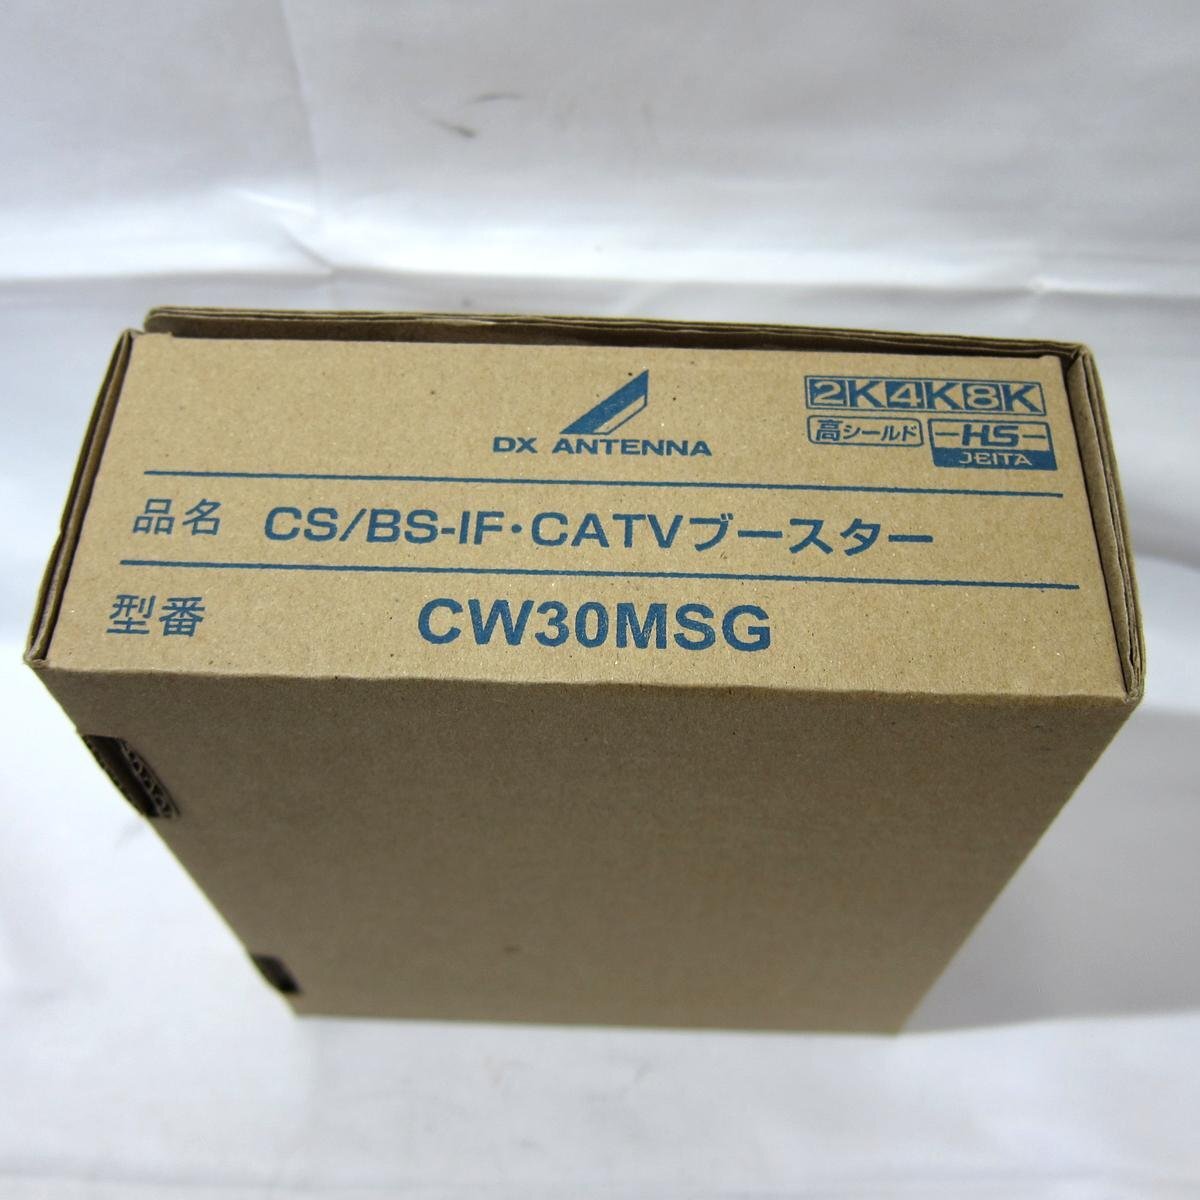 DX ANTENNA
2K4K8K
高シールド
HS
JEITA
品名 CS/BS-IF・CATVブースター
型番 CW30MSG